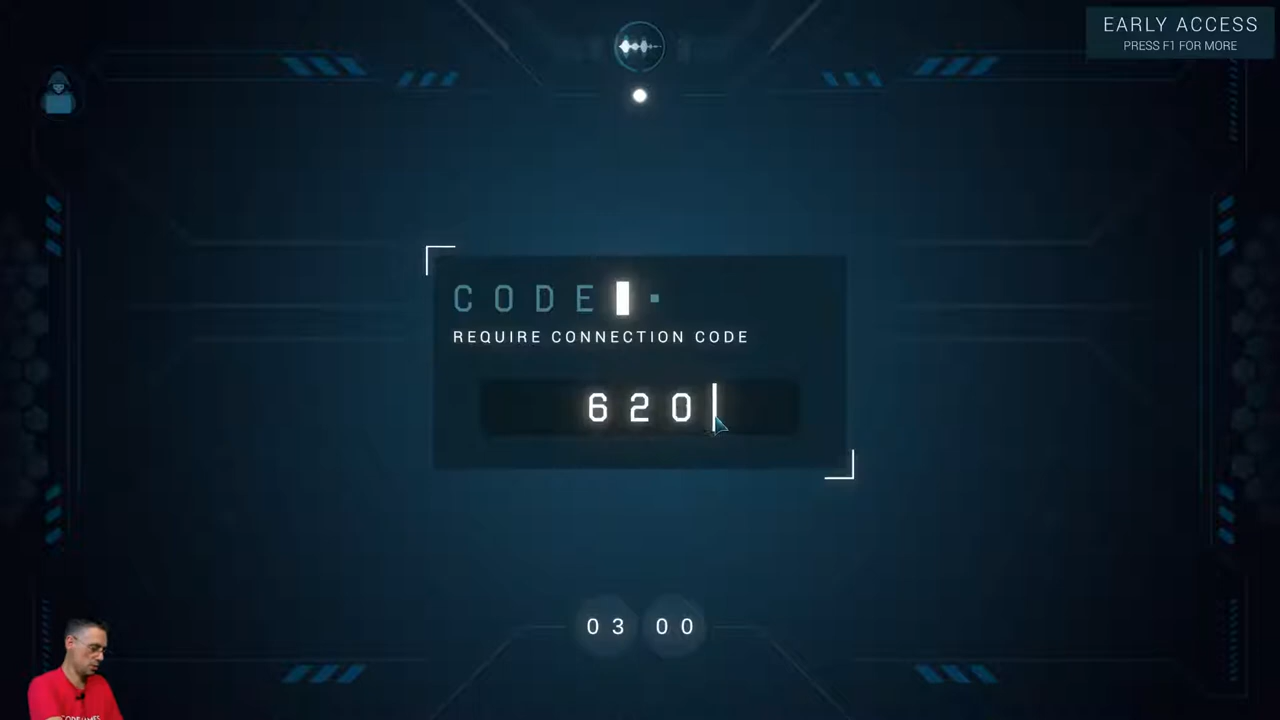 EARLY ACCESS
PRESS F1 FOR MORE
CODE
REQUIRE CONNECTION CODE
620
03 00